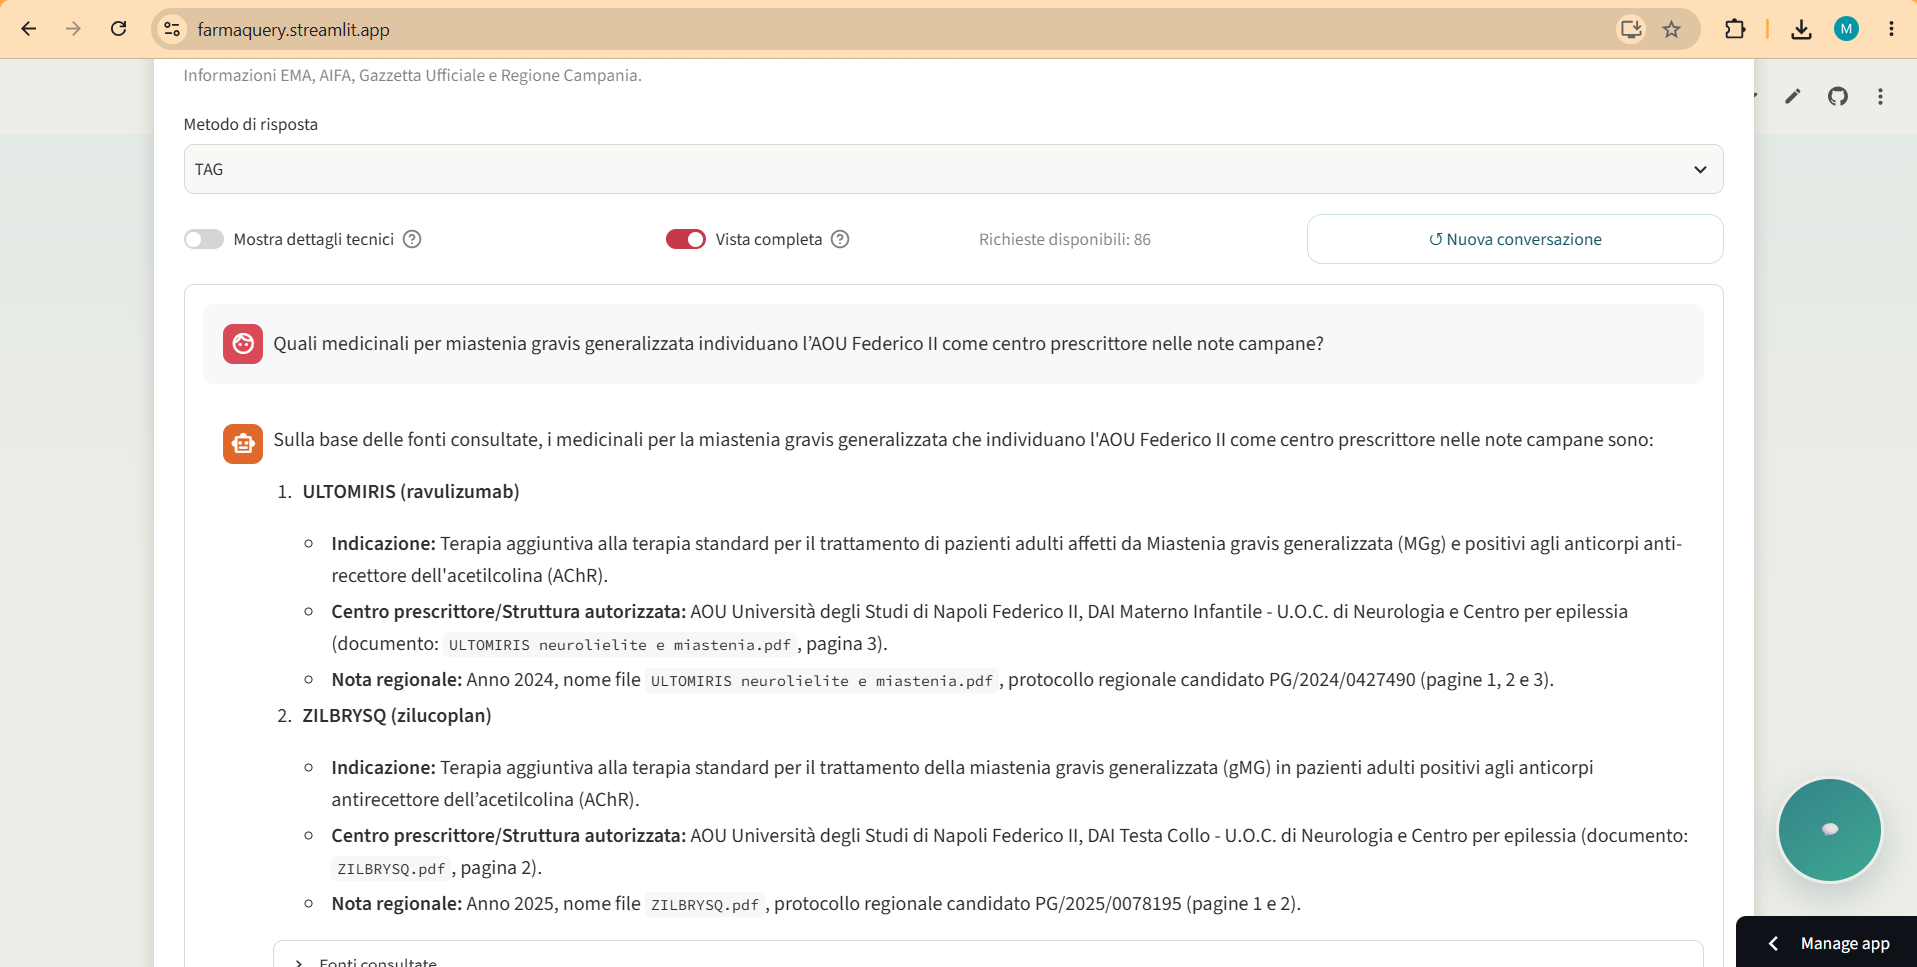 farmaquery.streamlit.app
M
Informazioni EMA, AIFA, Gazzetta Ufficiale e Regione Campania.
Metodo di risposta
TAG
Mostra dettagli tecnici
Vista completa
Richieste disponibili: 86
↺ Nuova conversazione
Quali medicinali per miastenia gravis generalizzata individuano l’AOU Federico II come centro prescrittore nelle note campane?
Sulla base delle fonti consultate, i medicinali per la miastenia gravis generalizzata che individuano l'AOU Federico II come centro prescrittore nelle note campane sono:
1. ULTOMIRIS (ravulizumab)
Indicazione: Terapia aggiuntiva alla terapia standard per il trattamento di pazienti adulti affetti da Miastenia gravis generalizzata (MGg) e positivi agli anticorpi anti-
recettore dell'acetilcolina (AChR).
Centro prescrittore/Struttura autorizzata: AOU Università degli Studi di Napoli Federico II, DAI Materno Infantile - U.O.C. di Neurologia e Centro per epilessia
(documento: ULTOMIRIS neurolielite e miastenia.pdf, pagina 3).
Nota regionale: Anno 2024, nome file ULTOMIRIS neurolielite e miastenia.pdf, protocollo regionale candidato PG/2024/0427490 (pagine 1, 2 e 3).
2. ZILBRYSQ (zilucoplan)
Indicazione: Terapia aggiuntiva alla terapia standard per il trattamento della miastenia gravis generalizzata (gMG) in pazienti adulti positivi agli anticorpi
antirecettore dell’acetilcolina (AChR).
Centro prescrittore/Struttura autorizzata: AOU Università degli Studi di Napoli Federico II, DAI Testa Collo - U.O.C. di Neurologia e Centro per epilessia (documento:
ZILBRYSQ.pdf, pagina 2).
Nota regionale: Anno 2025, nome file ZILBRYSQ.pdf, protocollo regionale candidato PG/2025/0078195 (pagine 1 e 2).
Fonti consultate
Manage app